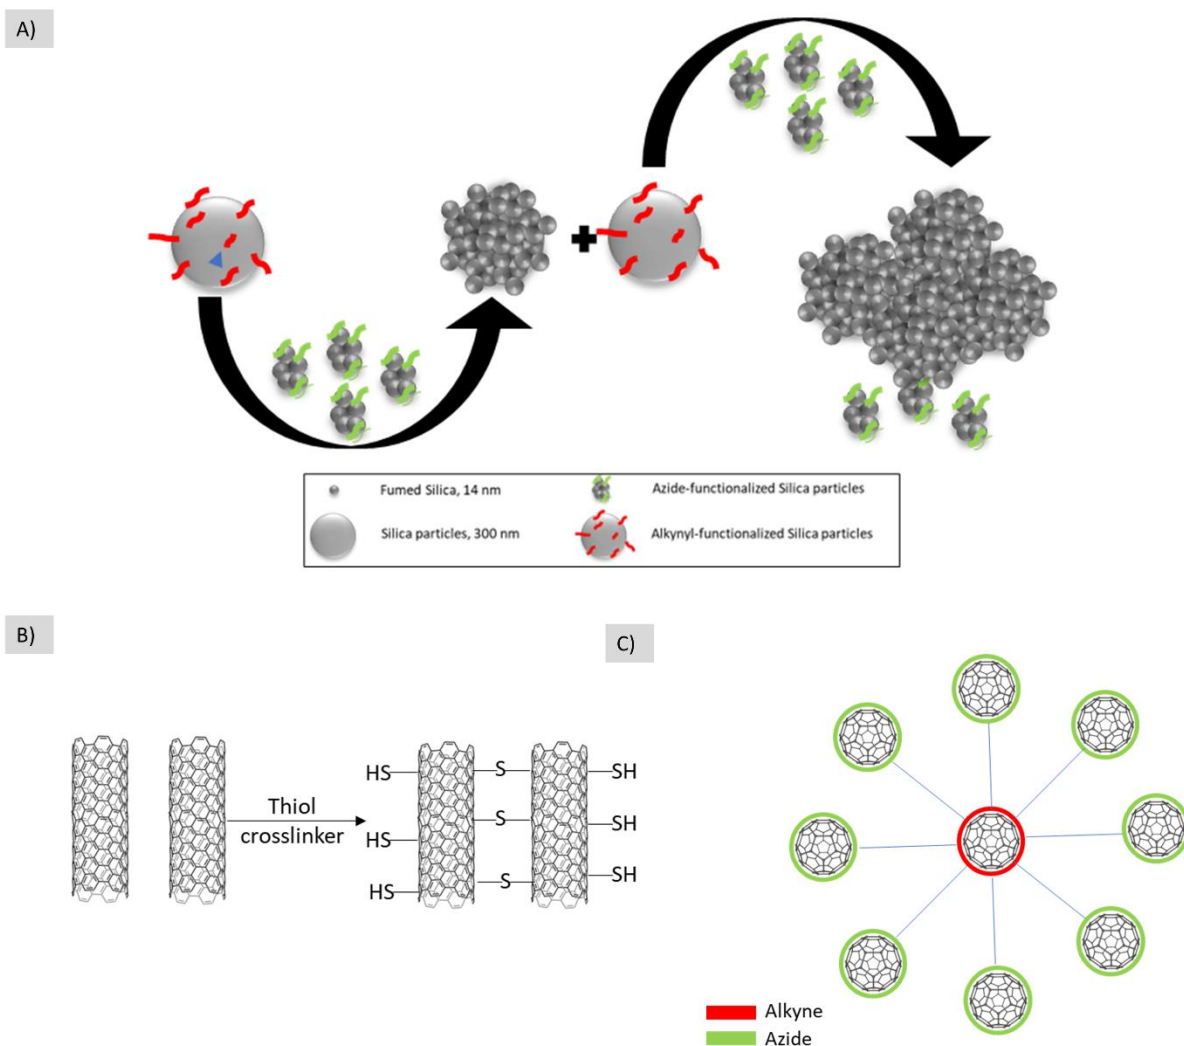 A)
Fumed Silica, 14 nm
Azide-functionalized Silica particles
Silica particles, 300 nm
Alkynyl-functionalized Silica particles
B)
C)
HS
S
SH
Thiol
crosslinker
HS
S
SH
HS
S
SH
Alkyne
Azide